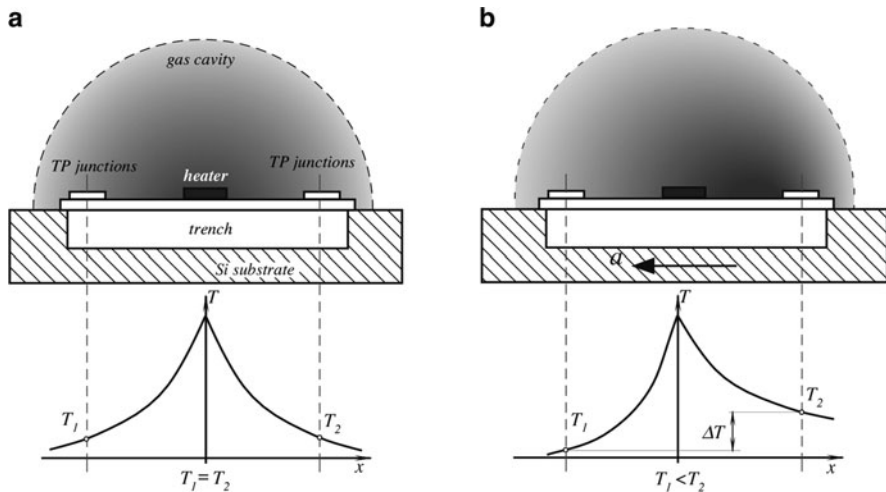 a
gas cavity
TP junctions
heater
TP junctions
trench
Si substrate
T
T₁
T₂
x
T₁=T₂
b
a
T
T₁
ΔT
T₂
x
T₁<T₂